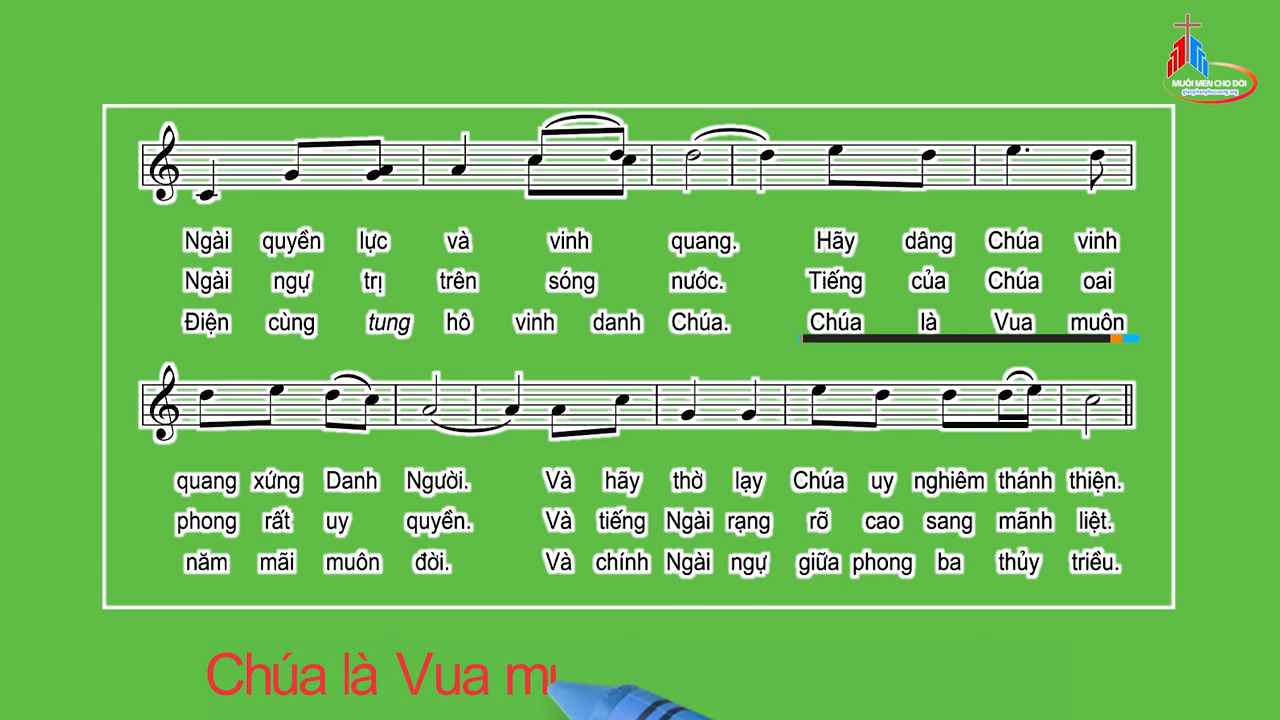 MUỐI MEN CHO ĐỜI
giaophanphucuong.org
Ngài quyền lực và vinh quang. Hãy dâng Chúa vinh
Ngài ngự trị trên sóng nước. Tiếng của Chúa oai
Điện cùng tung hô vinh danh Chúa. Chúa là Vua muôn
quang xứng Danh Người. Và hãy thờ lạy Chúa uy nghiêm thánh thiện.
phong rất uy quyền. Và tiếng Ngài rạng rỡ cao sang mãnh liệt.
năm mãi muôn đời. Và chính Ngài ngự giữa phong ba thủy triều.
Chúa là Vua m